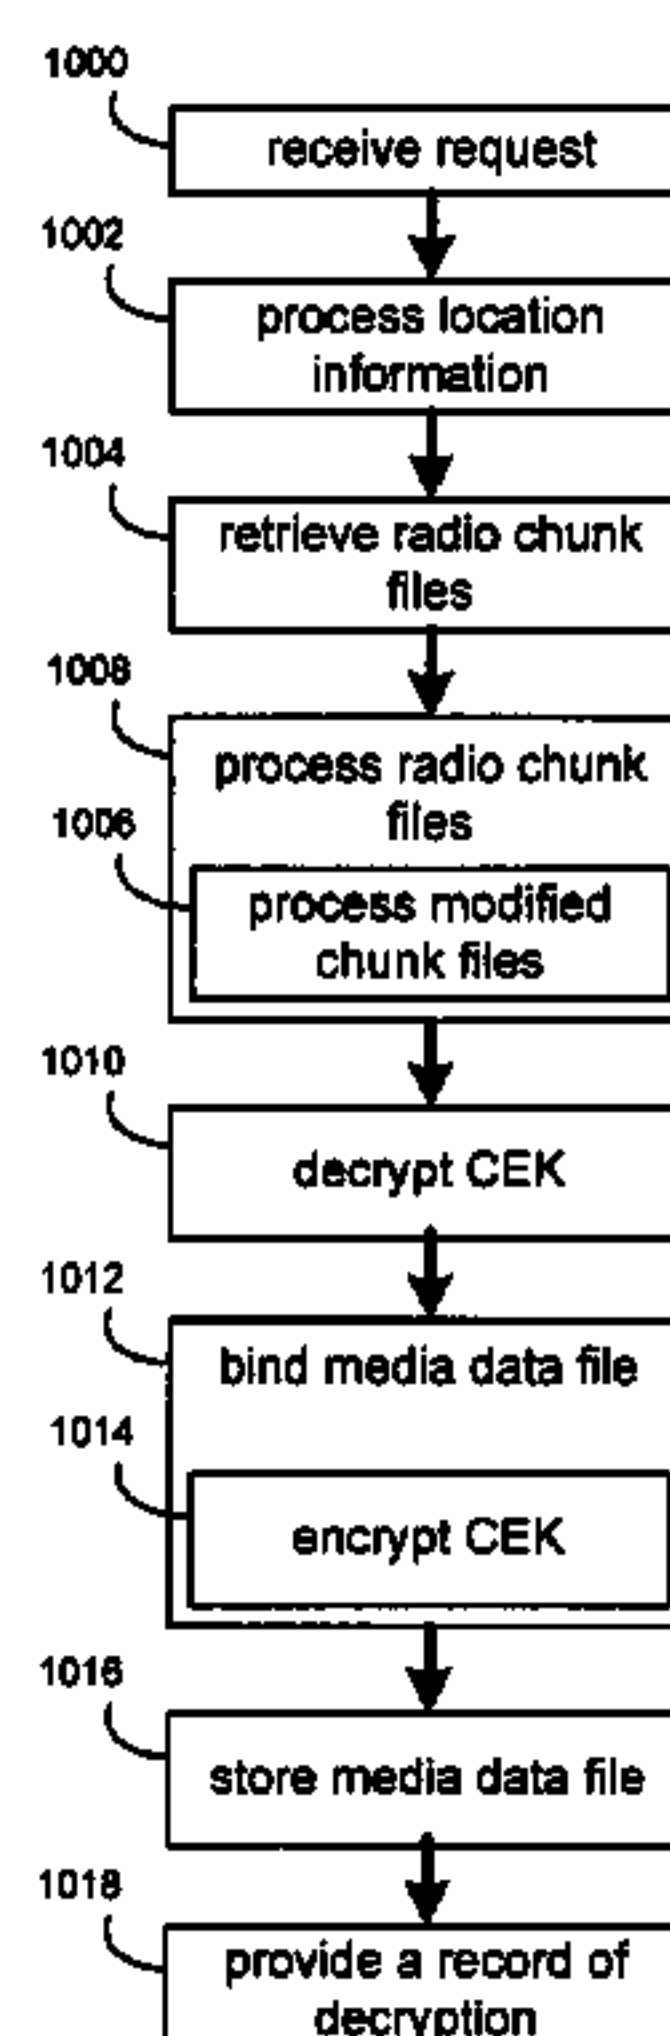 1000
receive request
1002
process location
information
1004
retrieve radio chunk
files
1008
process radio chunk
files
1006
process modified
chunk files
1010
decrypt CEK
1012
bind media data file
1014
encrypt CEK
1016
store media data file
1018
provide a record of
decryption